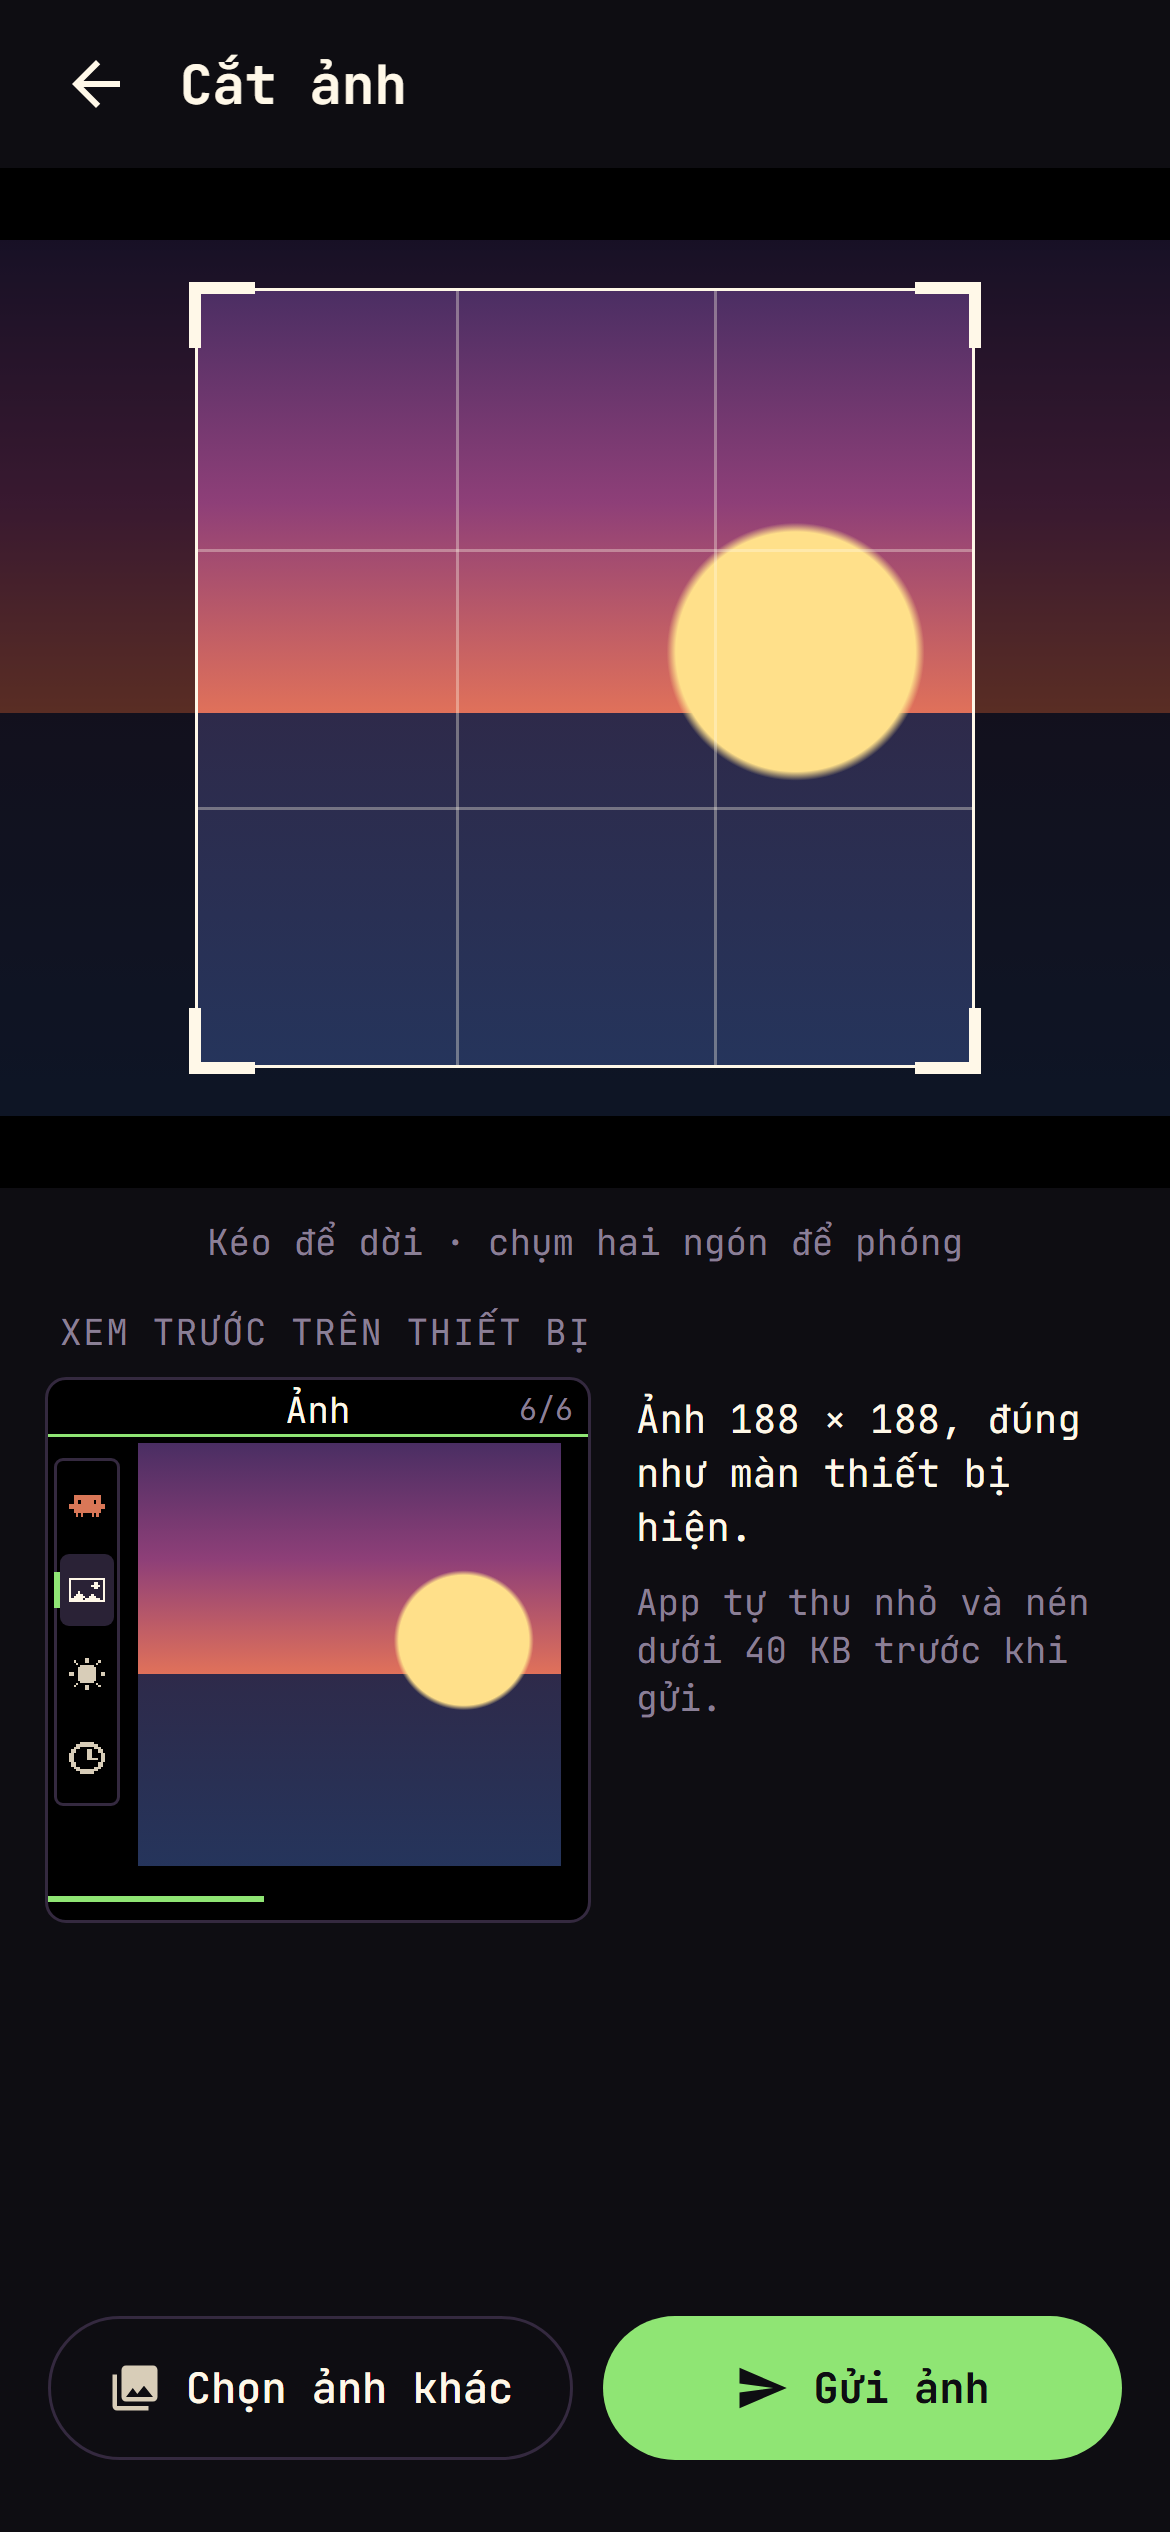 Cắt ảnh
Kéo để dời · chụm hai ngón để phóng
XEM TRƯỚC TRÊN THIẾT BỊ
Ảnh 6/6
Ảnh 188 × 188, đúng
như màn thiết bị
hiện.
App tự thu nhỏ và nén
dưới 40 KB trước khi
gửi.
Chọn ảnh khác
Gửi ảnh